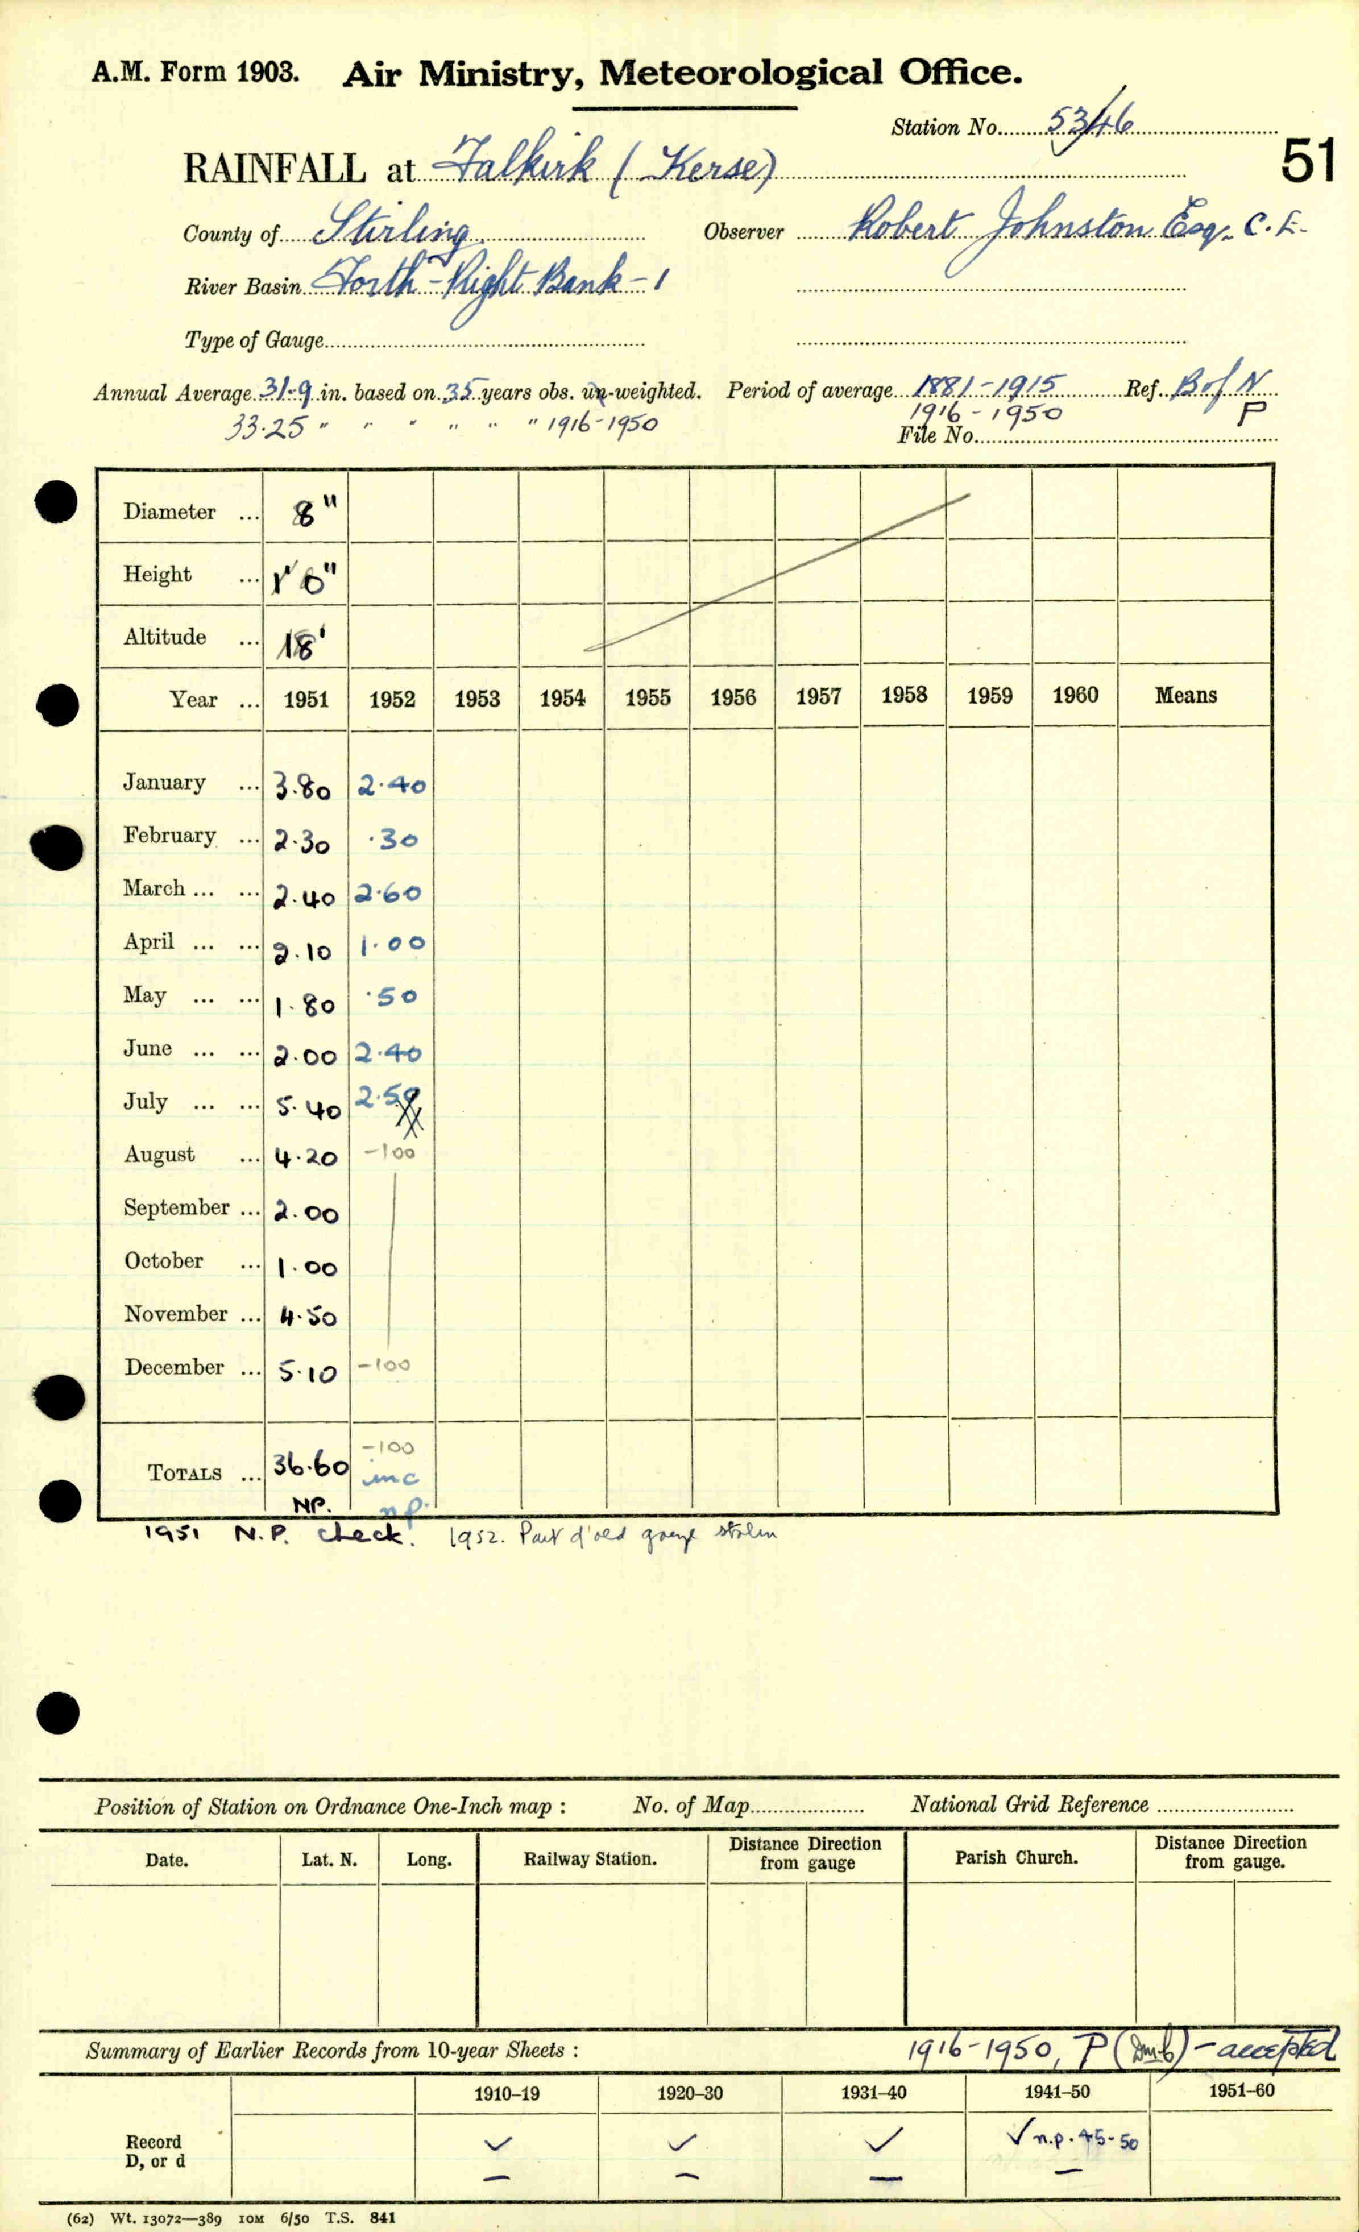 A.M. Form 1903. Air Ministry, Meteorological Office.
Station No. 5346
51
RAINFALL at Falkirk (Kerse)
County of Stirling. Observer Robert Johnston Esq. C.E.
River Basin Forth-Right Bank-1
Type of Gauge
Annual Average 31.9 in. based on 35 years obs. un-weighted. Period of average 1881-1915 Ref. B of N
33.25 " " " " " " 1916-1950 1916-1950 P
File No.
Diameter ... 8"
Height ... 1' 0"
Altitude ... 18'
Year ... 1951 1952 1953 1954 1955 1956 1957 1958 1959 1960 Means
January ... 3.80 2.40
February ... 2.30 .30
March ... ... 2.40 2.60
April ... ... 2.10 1.00
May ... ... 1.80 .50
June ... ... 2.00 2.40
July ... ... 5.40 2.50
August ... 4.20 -100
September ... 2.00
October ... 1.00
November ... 4.50
December ... 5.10 -100
-100
TOTALS ... 36.60 inc
NP. np.
1951 N.P. check. 1952. Part d'old gauge stolen
Position of Station on Ordnance One-Inch map : No. of Map National Grid Reference
Date. Lat. N. Long. Railway Station. Distance from Direction gauge Parish Church. Distance from Direction gauge.
Summary of Earlier Records from 10-year Sheets : 1916-1950, P ( ) - accepted
1910–19 1920–30 1931–40 1941–50 1951–60
Record ✓ ✓ ✓ ✓ n.p. 45-50
D, or d — — — —
(62) Wt. 13072—389 10M 6/50 T.S. 841